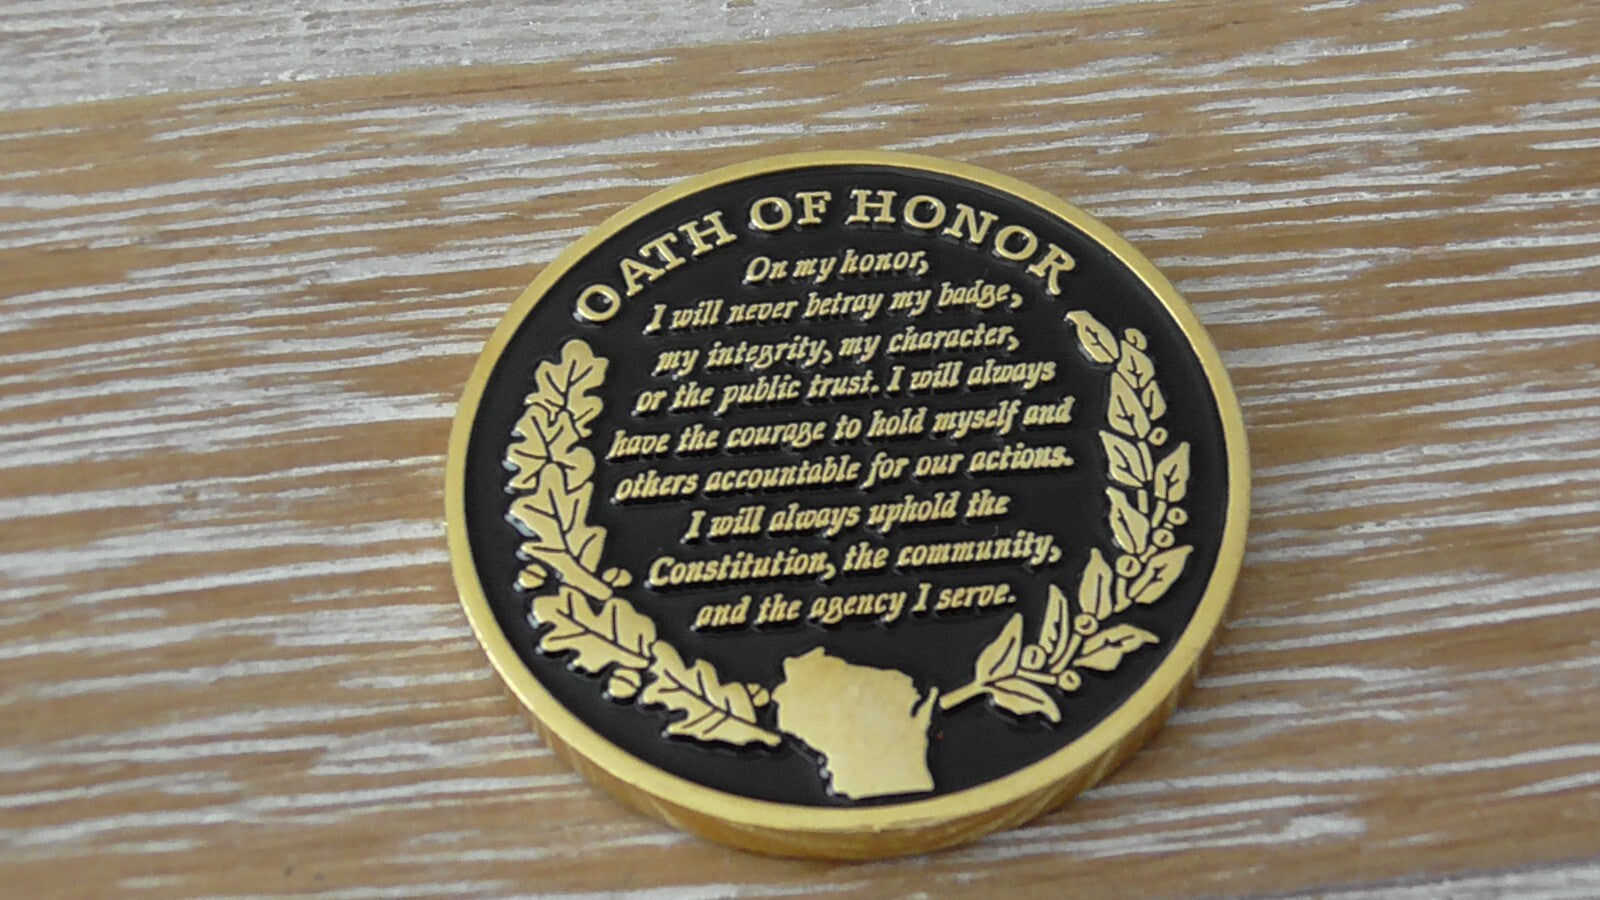 OATH OF HONOR
On my honor,
I will never betray my badge,
my integrity, my character,
or the public trust. I will always
have the courage to hold myself and
others accountable for our actions.
I will always uphold the
Constitution, the community,
and the agency I serve.